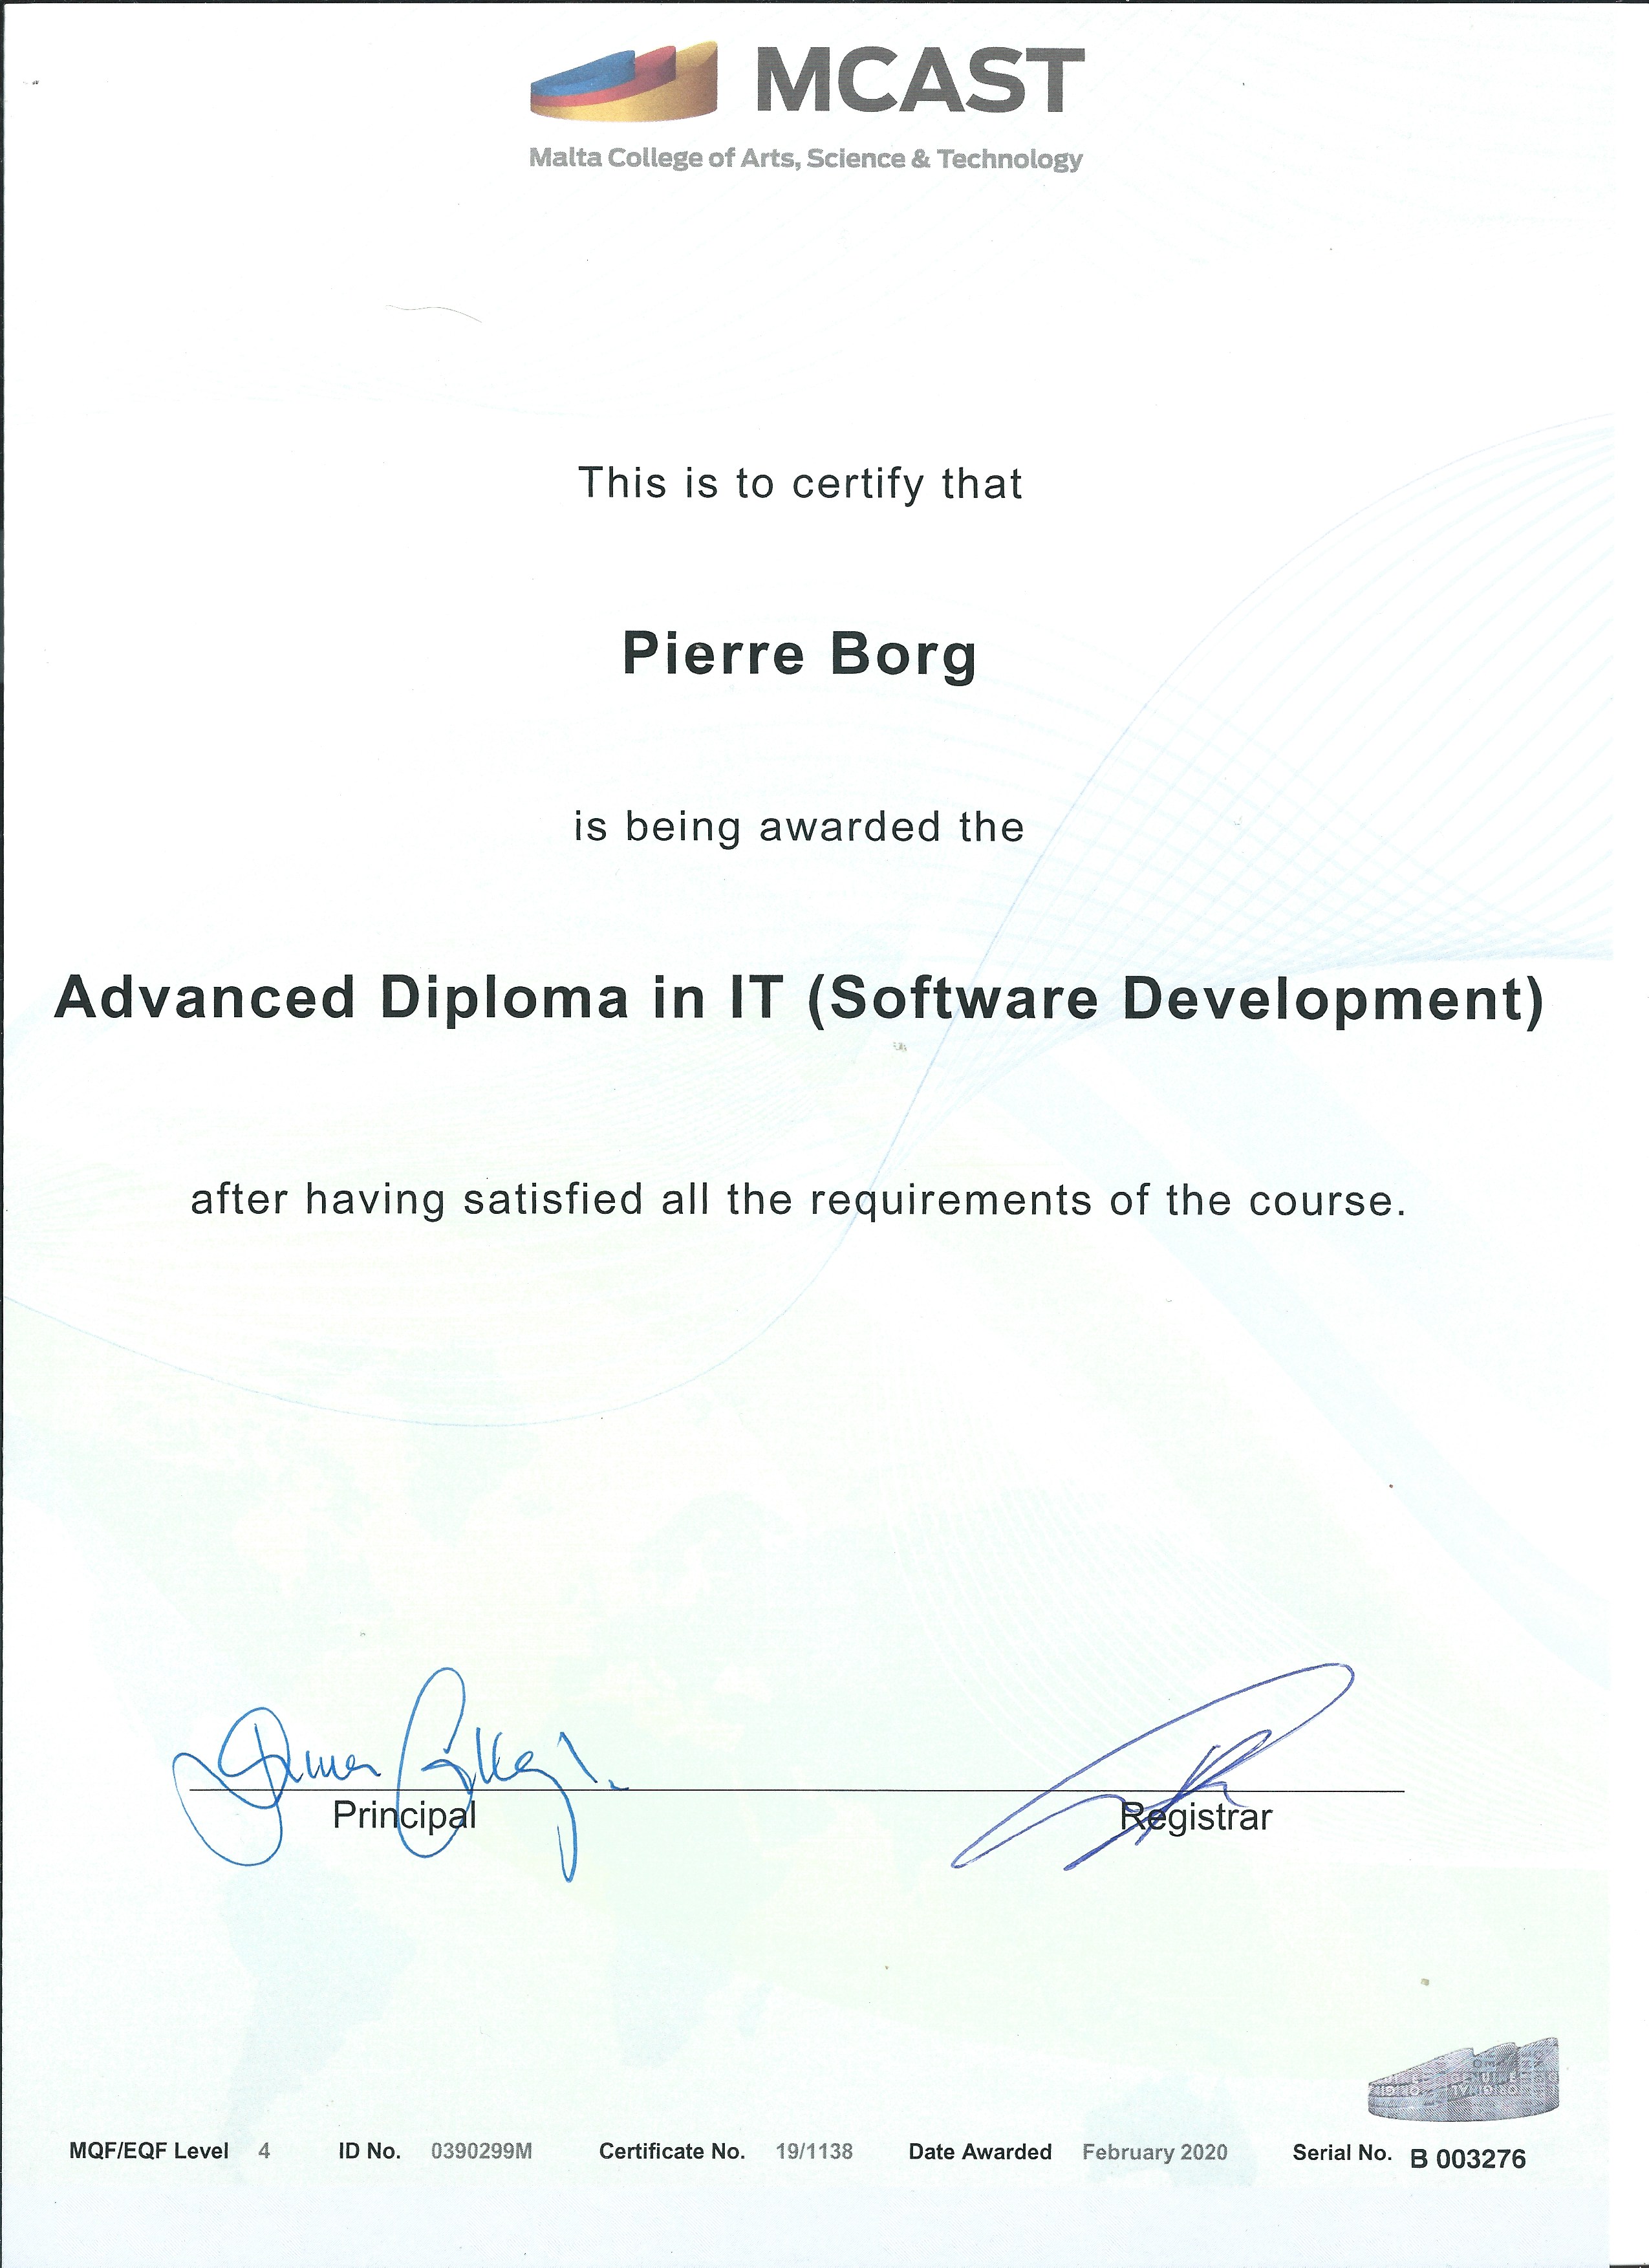 MCAST
Malta College of Arts, Science & Technology
This is to certify that
Pierre Borg
is being awarded the
Advanced Diploma in IT (Software Development)
after having satisfied all the requirements of the course.
Principal
Registrar
MQF/EQF Level 4 ID No. 0390299M Certificate No. 19/1138 Date Awarded February 2020 Serial No. B 003276